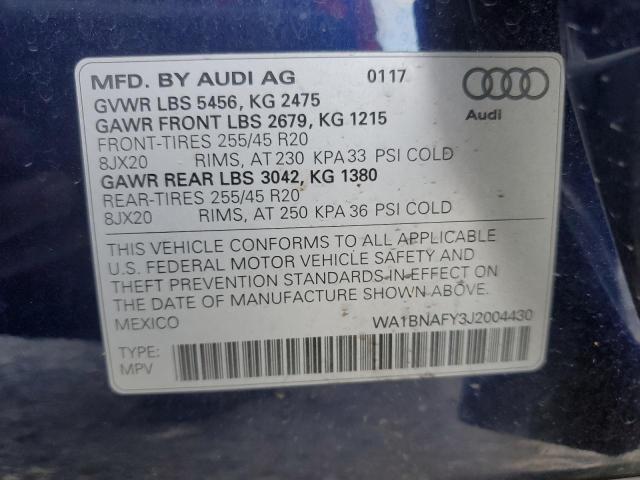 MFD. BY AUDI AG 0117
GVWR LBS 5456, KG 2475
GAWR FRONT LBS 2679, KG 1215
FRONT-TIRES 255/45 R20
8JX20 RIMS, AT 230 KPA 33 PSI COLD
GAWR REAR LBS 3042, KG 1380
REAR-TIRES 255/45 R20
8JX20 RIMS, AT 250 KPA 36 PSI COLD
Audi
THIS VEHICLE CONFORMS TO ALL APPLICABLE
U.S. FEDERAL MOTOR VEHICLE SAFETY AND
THEFT PREVENTION STANDARDS IN EFFECT ON
THE DATE OF MANUFACTURE SHOWN ABOVE.
MEXICO WA1BNAFY3J2004430
TYPE:
MPV